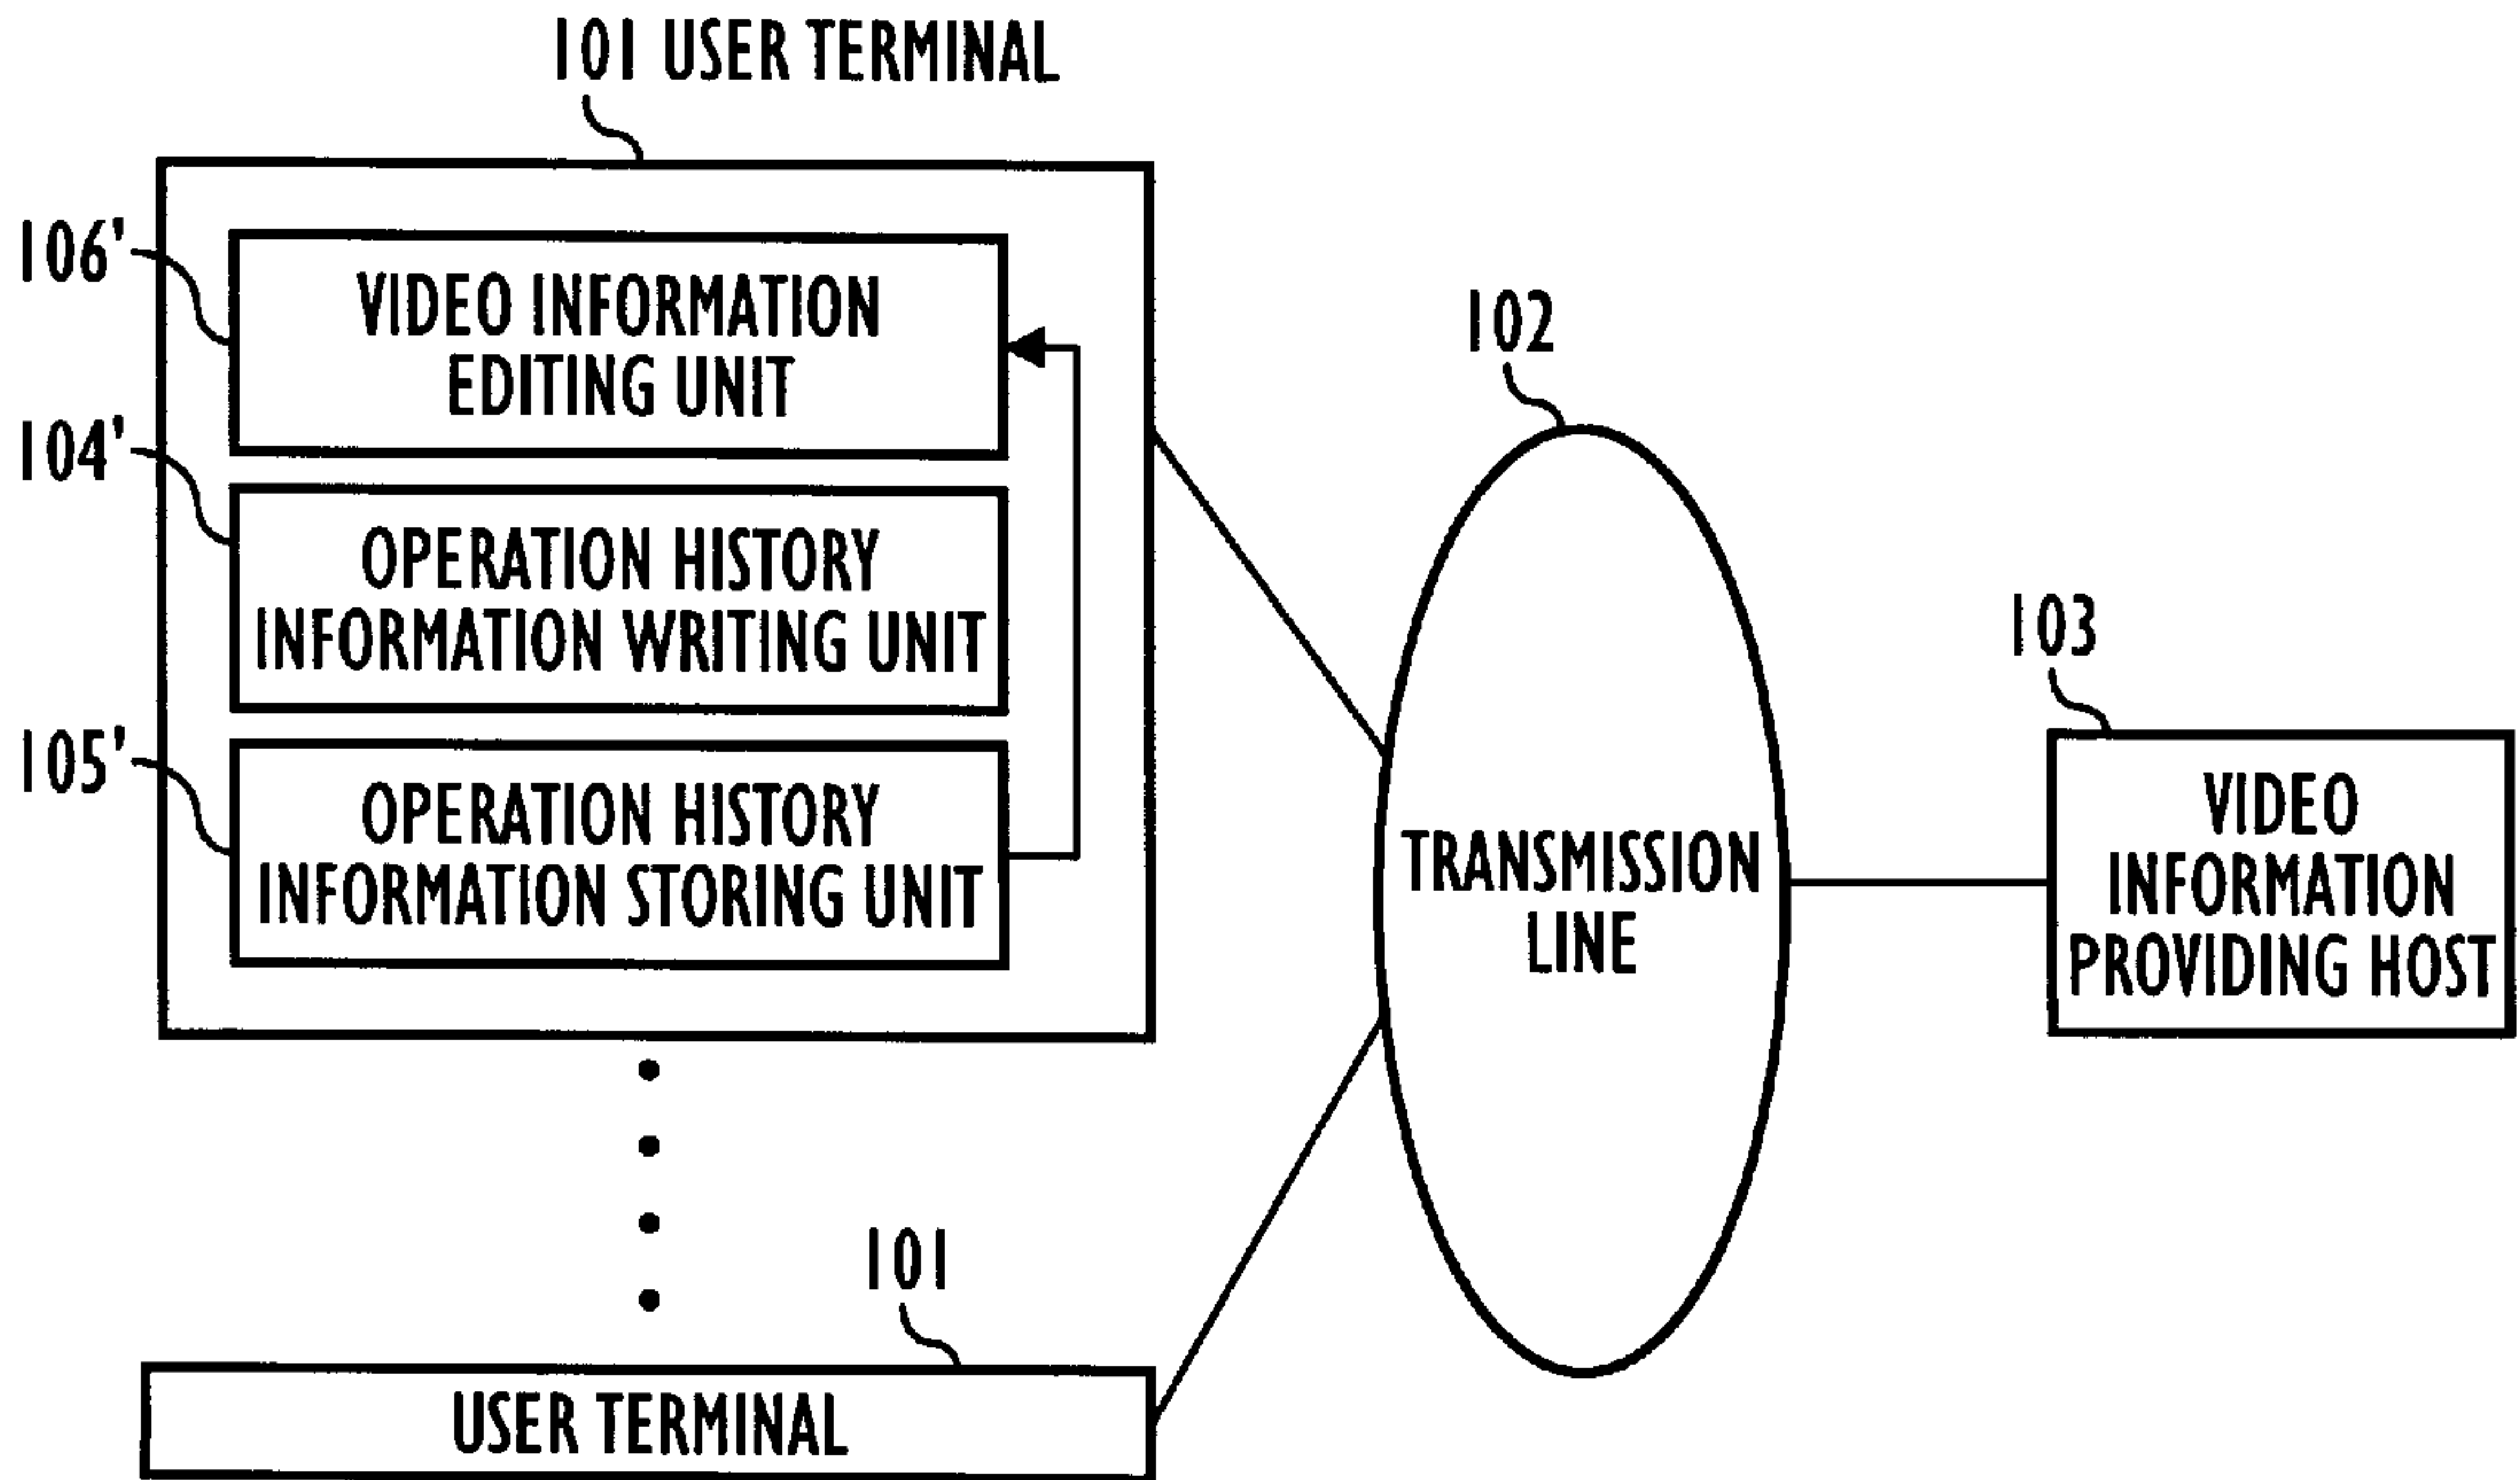 101 USER TERMINAL
106'
VIDEO INFORMATION
EDITING UNIT
104'
OPERATION HISTORY
INFORMATION WRITING UNIT
105'
OPERATION HISTORY
INFORMATION STORING UNIT
102
TRANSMISSION
LINE
103
VIDEO
INFORMATION
PROVIDING HOST
101
USER TERMINAL